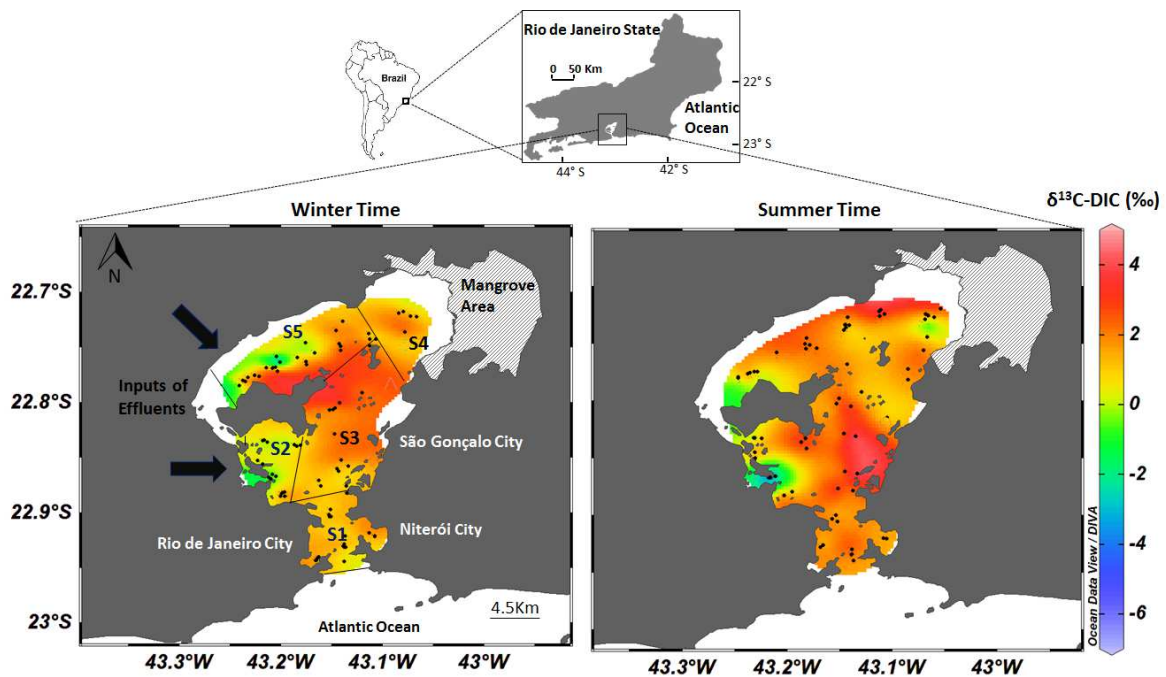 Brazil
Rio de Janeiro State
0 50 Km
Atlantic
Ocean
22° S
23° S
44° S
42° S
Winter Time
Summer Time
δ¹³C-DIC (‰)
N
22.7°S
22.8°S
22.9°S
23°S
Mangrove
Area
S5
S4
Inputs of
Effluents
S3
S2
São Gonçalo City
S1
Niterói City
Rio de Janeiro City
4.5Km
Atlantic Ocean
43.3°W
43.2°W
43.1°W
43°W
Mangrove
Area
43.3°W
43.2°W
43.1°W
43°W
4
2
0
-2
-4
-6
Ocean Data View / DIVA